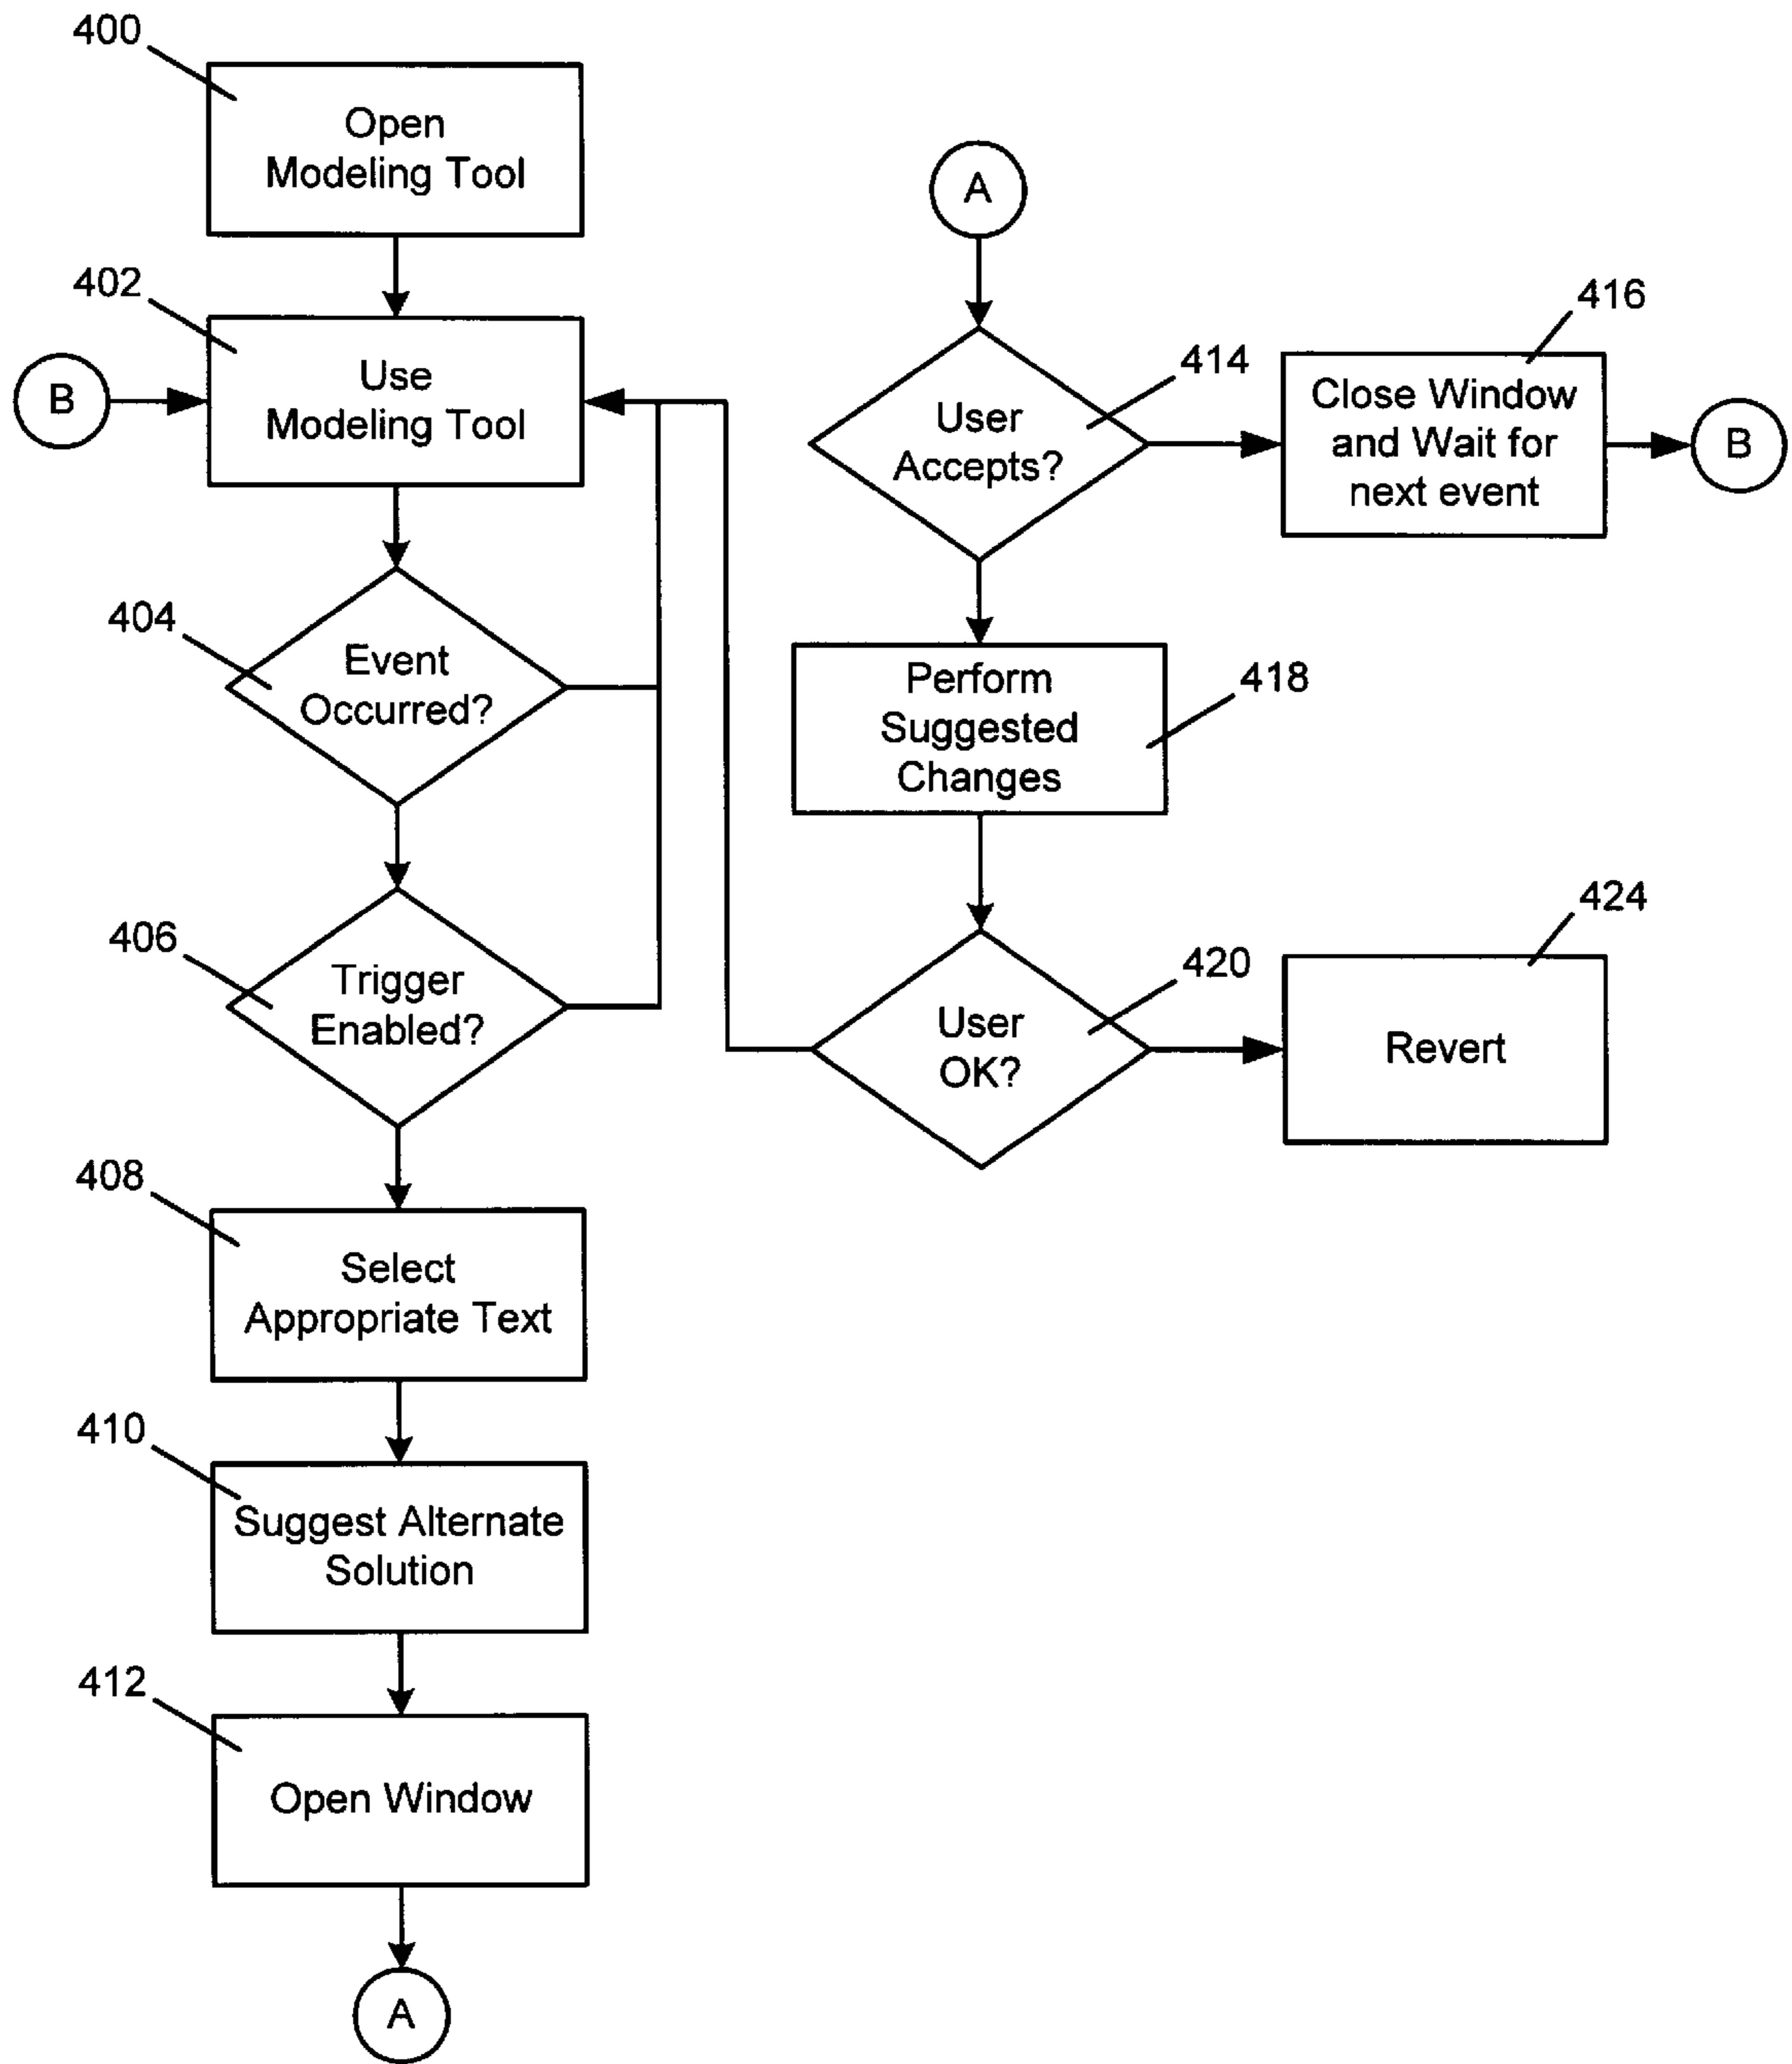 400
Open
Modeling Tool
402
B
Use
Modeling Tool
404
Event
Occurred?
406
Trigger
Enabled?
408
Select
Appropriate Text
410
Suggest Alternate
Solution
412
Open Window
A
A
414
User
Accepts?
416
Close Window
and Wait for
next event
B
418
Perform
Suggested
Changes
420
User
OK?
424
Revert